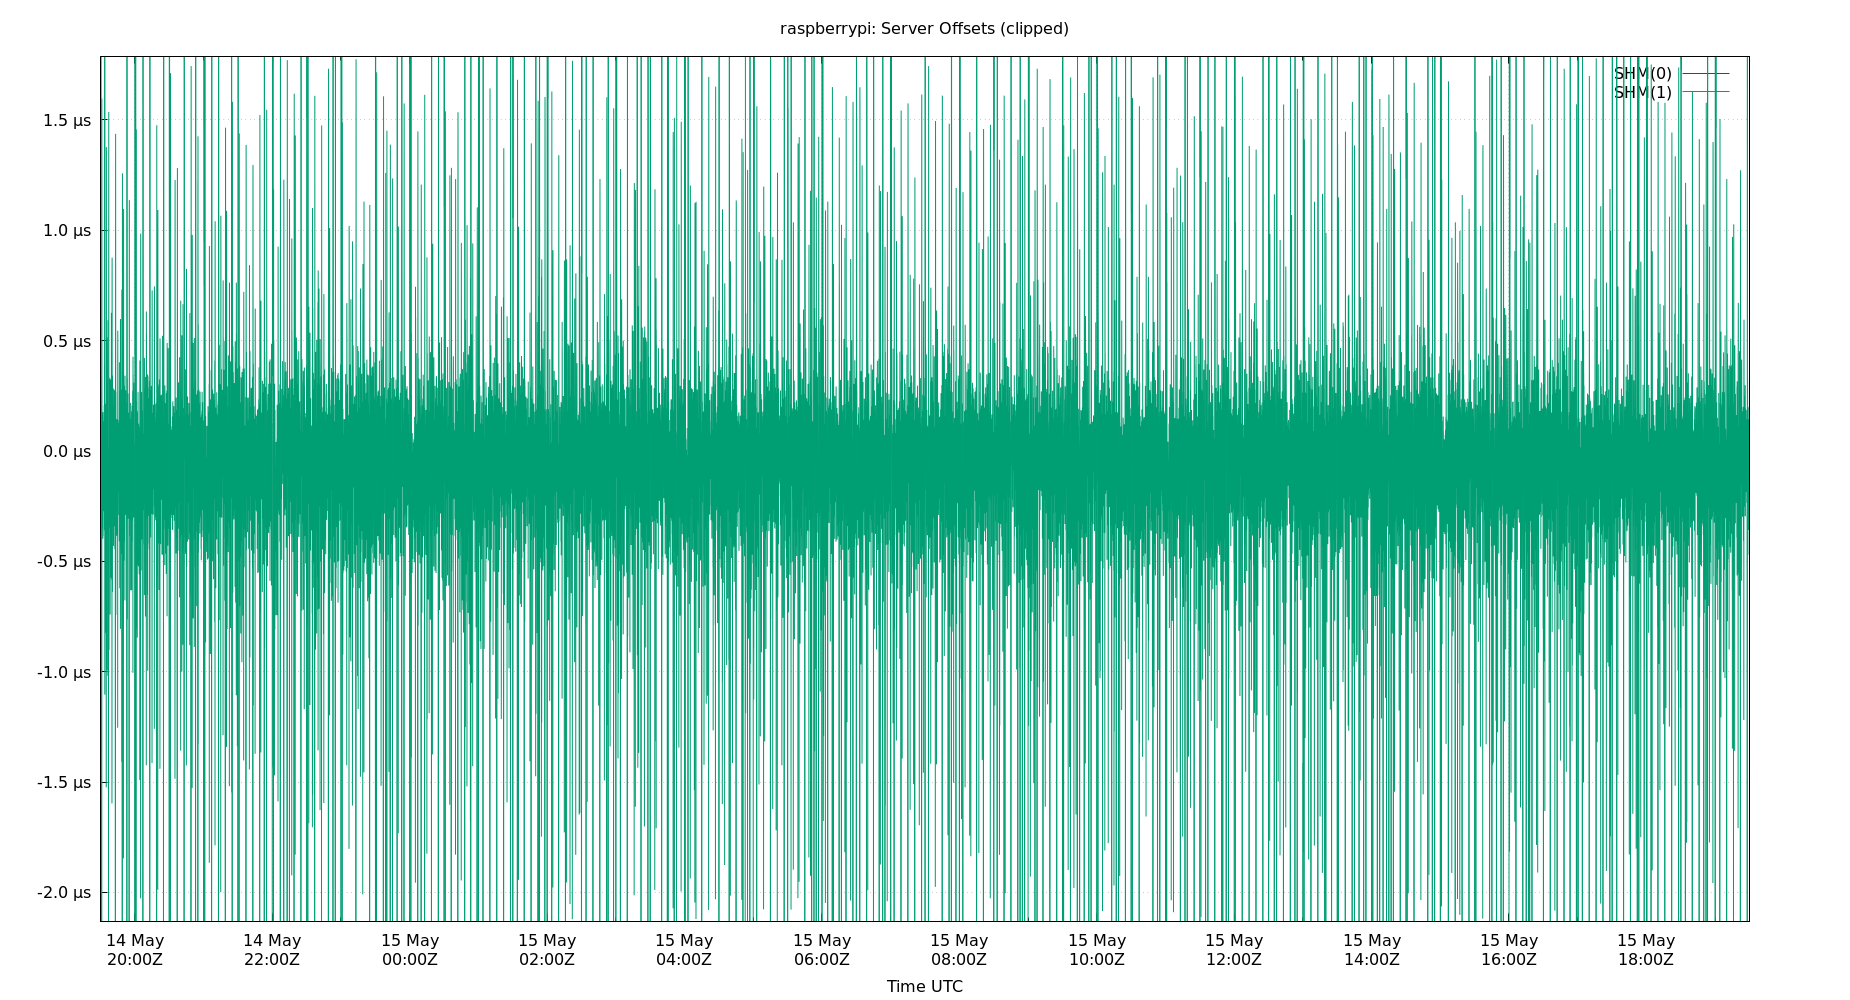 raspberrypi: Server Offsets (clipped)
SHM(0)
SHM(1)
1.5 µs
1.0 µs
0.5 µs
0.0 µs
-0.5 µs
-1.0 µs
-1.5 µs
-2.0 µs
14 May 14 May 15 May 15 May 15 May 15 May 15 May 15 May 15 May 15 May 15 May 15 May
20:00Z 22:00Z 00:00Z 02:00Z 04:00Z 06:00Z 08:00Z 10:00Z 12:00Z 14:00Z 16:00Z 18:00Z
Time UTC